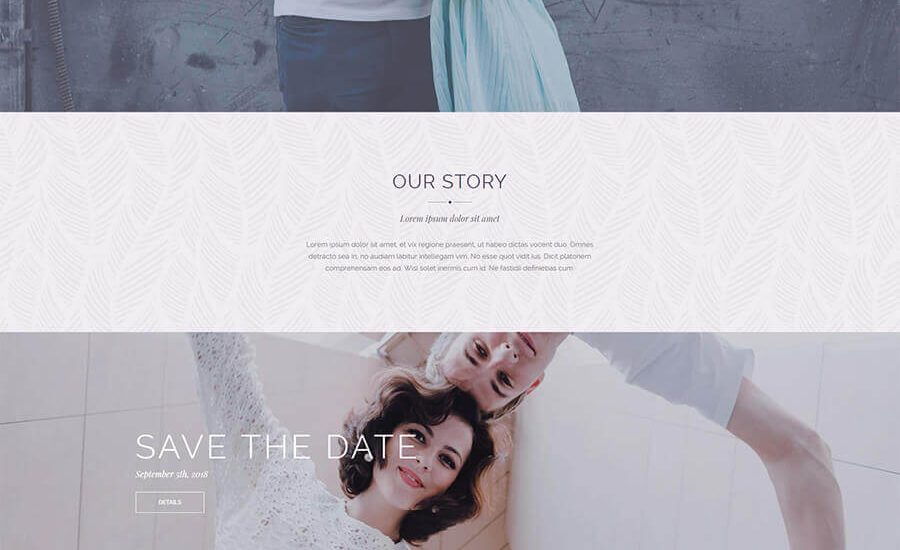 OUR STORY
Lorem ipsum dolor sit amet
Lorem ipsum dolor sit amet, et vix regione praesent, ut habeo dictas vocent duo. Omnes
detracto sea in, no audiam labitur intellegam vis. No esse quot vidit ius. Dicit platonem
comprehensam eos ad. Wisi solet inermis cum id. Ne fastidii definiebas cum
SAVE THE DATE
September 5th, 2018
DETAILS